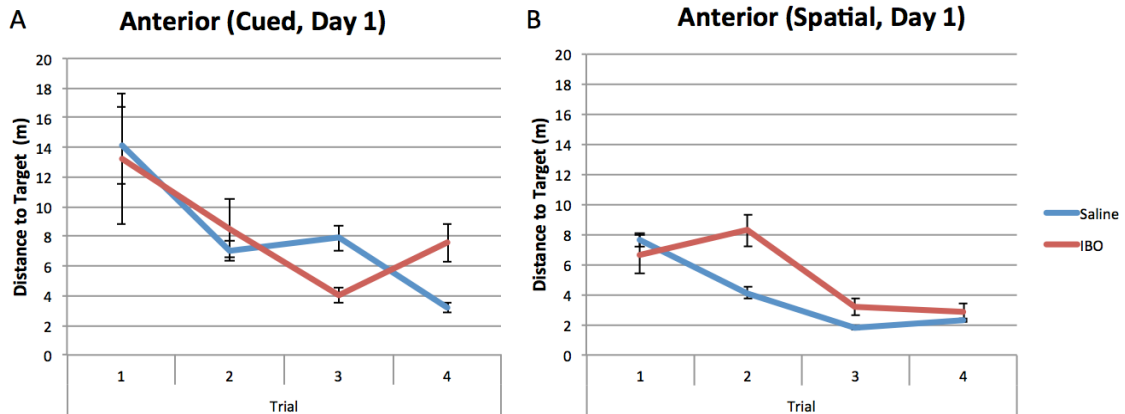 A
Anterior (Cued, Day 1)
Distance to Target (m)
20
18
16
14
12
10
8
6
4
2
0
1 2 3 4
Trial
B
Anterior (Spatial, Day 1)
Distance to Target (m)
20
18
16
14
12
10
8
6
4
2
0
1 2 3 4
Trial
Saline
IBO